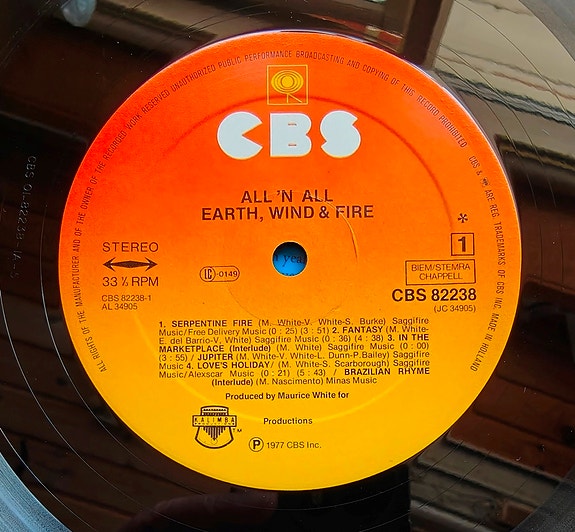 ALL RIGHTS OF THE MANUFACTURER AND OF THE OWNER OF THE RECORDED WORK RESERVED UNAUTHORIZED PUBLIC PERFORMANCE BROADCASTING AND COPYING OF THIS RECORD PROHIBITED CBS & ARE REG. TRADEMARKS OF CBS INC. MADE IN HOLLAND
CBS
ALL 'N ALL
EARTH, WIND & FIRE
STEREO
33 ⅓ RPM
CBS 82238-1
AL 34905
LC 0149
yea
*
1
BIEM/STEMRA
CHAPPELL
CBS 82238
(JC 34905)
1. SERPENTINE FIRE (M. White-V. White-S. Burke) Saggifire
Music/Free Delivery Music (0 : 25) (3 : 51) 2. FANTASY (M. White-
E. del Barrio-V, White) Saggifire Music (0 : 36) (4 : 38) 3. IN THE
MARKETPLACE (Interlude) (M. White) Saggifire Music (0 : 00)
(3 : 55) / JUPITER (M. White-V. White-L. Dunn-P.Bailey) Saggifire
Music 4. LOVE'S HOLIDAY/ (M. White-S. Scarborough) Saggifire
Music/Alexscar Music (0 : 21) (5 : 43) / BRAZILIAN RHYME
(Interlude) (M. Nascimento) Minas Music
Produced by Maurice White for
KALIMBA
TM
Productions
Ⓟ 1977 CBS Inc.